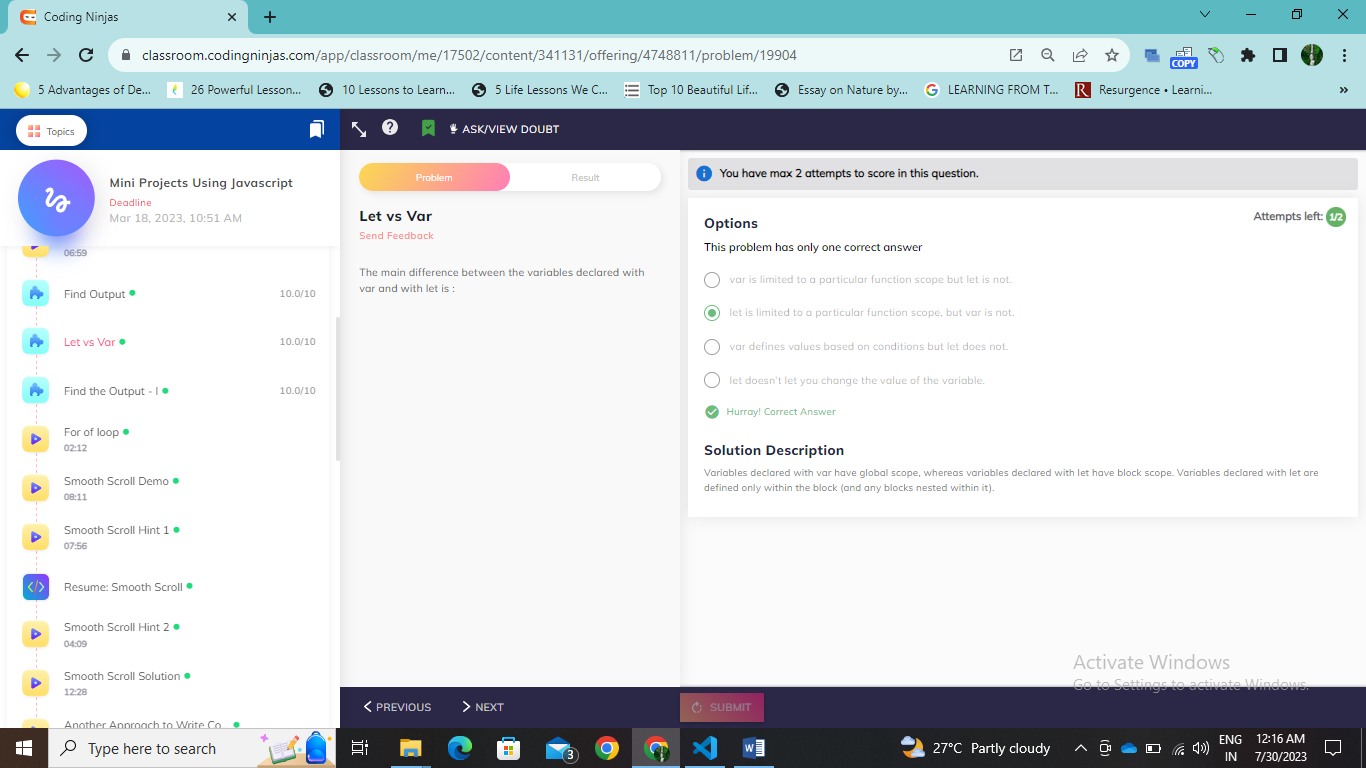 Coding Ninjas
classroom.codingninjas.com/app/classroom/me/17502/content/341131/offering/4748811/problem/19904
COPY
5 Advantages of De...
26 Powerful Lesson...
10 Lessons to Learn...
5 Life Lessons We C...
Top 10 Beautiful Lif...
Essay on Nature by...
LEARNING FROM T...
Resurgence • Learni...
»
Topics
ASK/VIEW DOUBT
Mini Projects Using Javascript
Deadline
Mar 18, 2023, 10:51 AM
06:59
Find Output
10.0/10
Let vs Var
10.0/10
Find the Output - I
10.0/10
For of loop
02:12
Smooth Scroll Demo
08:11
Smooth Scroll Hint 1
07:56
Resume: Smooth Scroll
Smooth Scroll Hint 2
04:09
Smooth Scroll Solution
12:28
Another Approach to Write Co...
Problem
Result
Let vs Var
Send Feedback
The main difference between the variables declared with
var and with let is :
You have max 2 attempts to score in this question.
Options
Attempts left: 1/2
This problem has only one correct answer
var is limited to a particular function scope but let is not.
let is limited to a particular function scope, but var is not.
var defines values based on conditions but let does not.
let doesn't let you change the value of the variable.
Hurray! Correct Answer
Solution Description
Variables declared with var have global scope, whereas variables declared with let have block scope. Variables declared with let are
defined only within the block (and any blocks nested within it).
Activate Windows
Go to Settings to activate Windows.
PREVIOUS
NEXT
SUBMIT
Type here to search
3
27°C Partly cloudy
ENG
IN
12:16 AM
7/30/2023